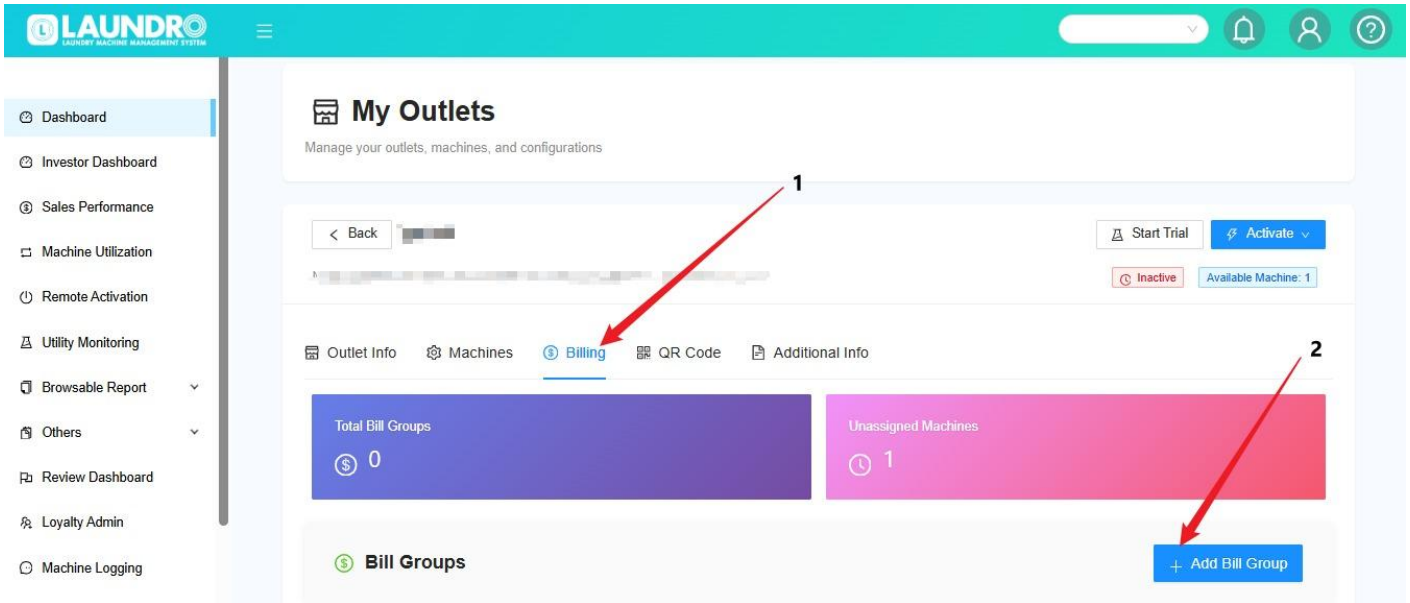 LAUNDRO
LAUNDRY MACHINE MANAGEMENT SYSTEM
Dashboard
Investor Dashboard
Sales Performance
Machine Utilization
Remote Activation
Utility Monitoring
Browsable Report
Others
Review Dashboard
Loyalty Admin
Machine Logging
My Outlets
Manage your outlets, machines, and configurations
1
Back
Start Trial
Activate
Inactive
Available Machine: 1
Outlet Info
Machines
Billing
QR Code
Additional Info
2
Total Bill Groups
0
Unassigned Machines
1
Bill Groups
+ Add Bill Group